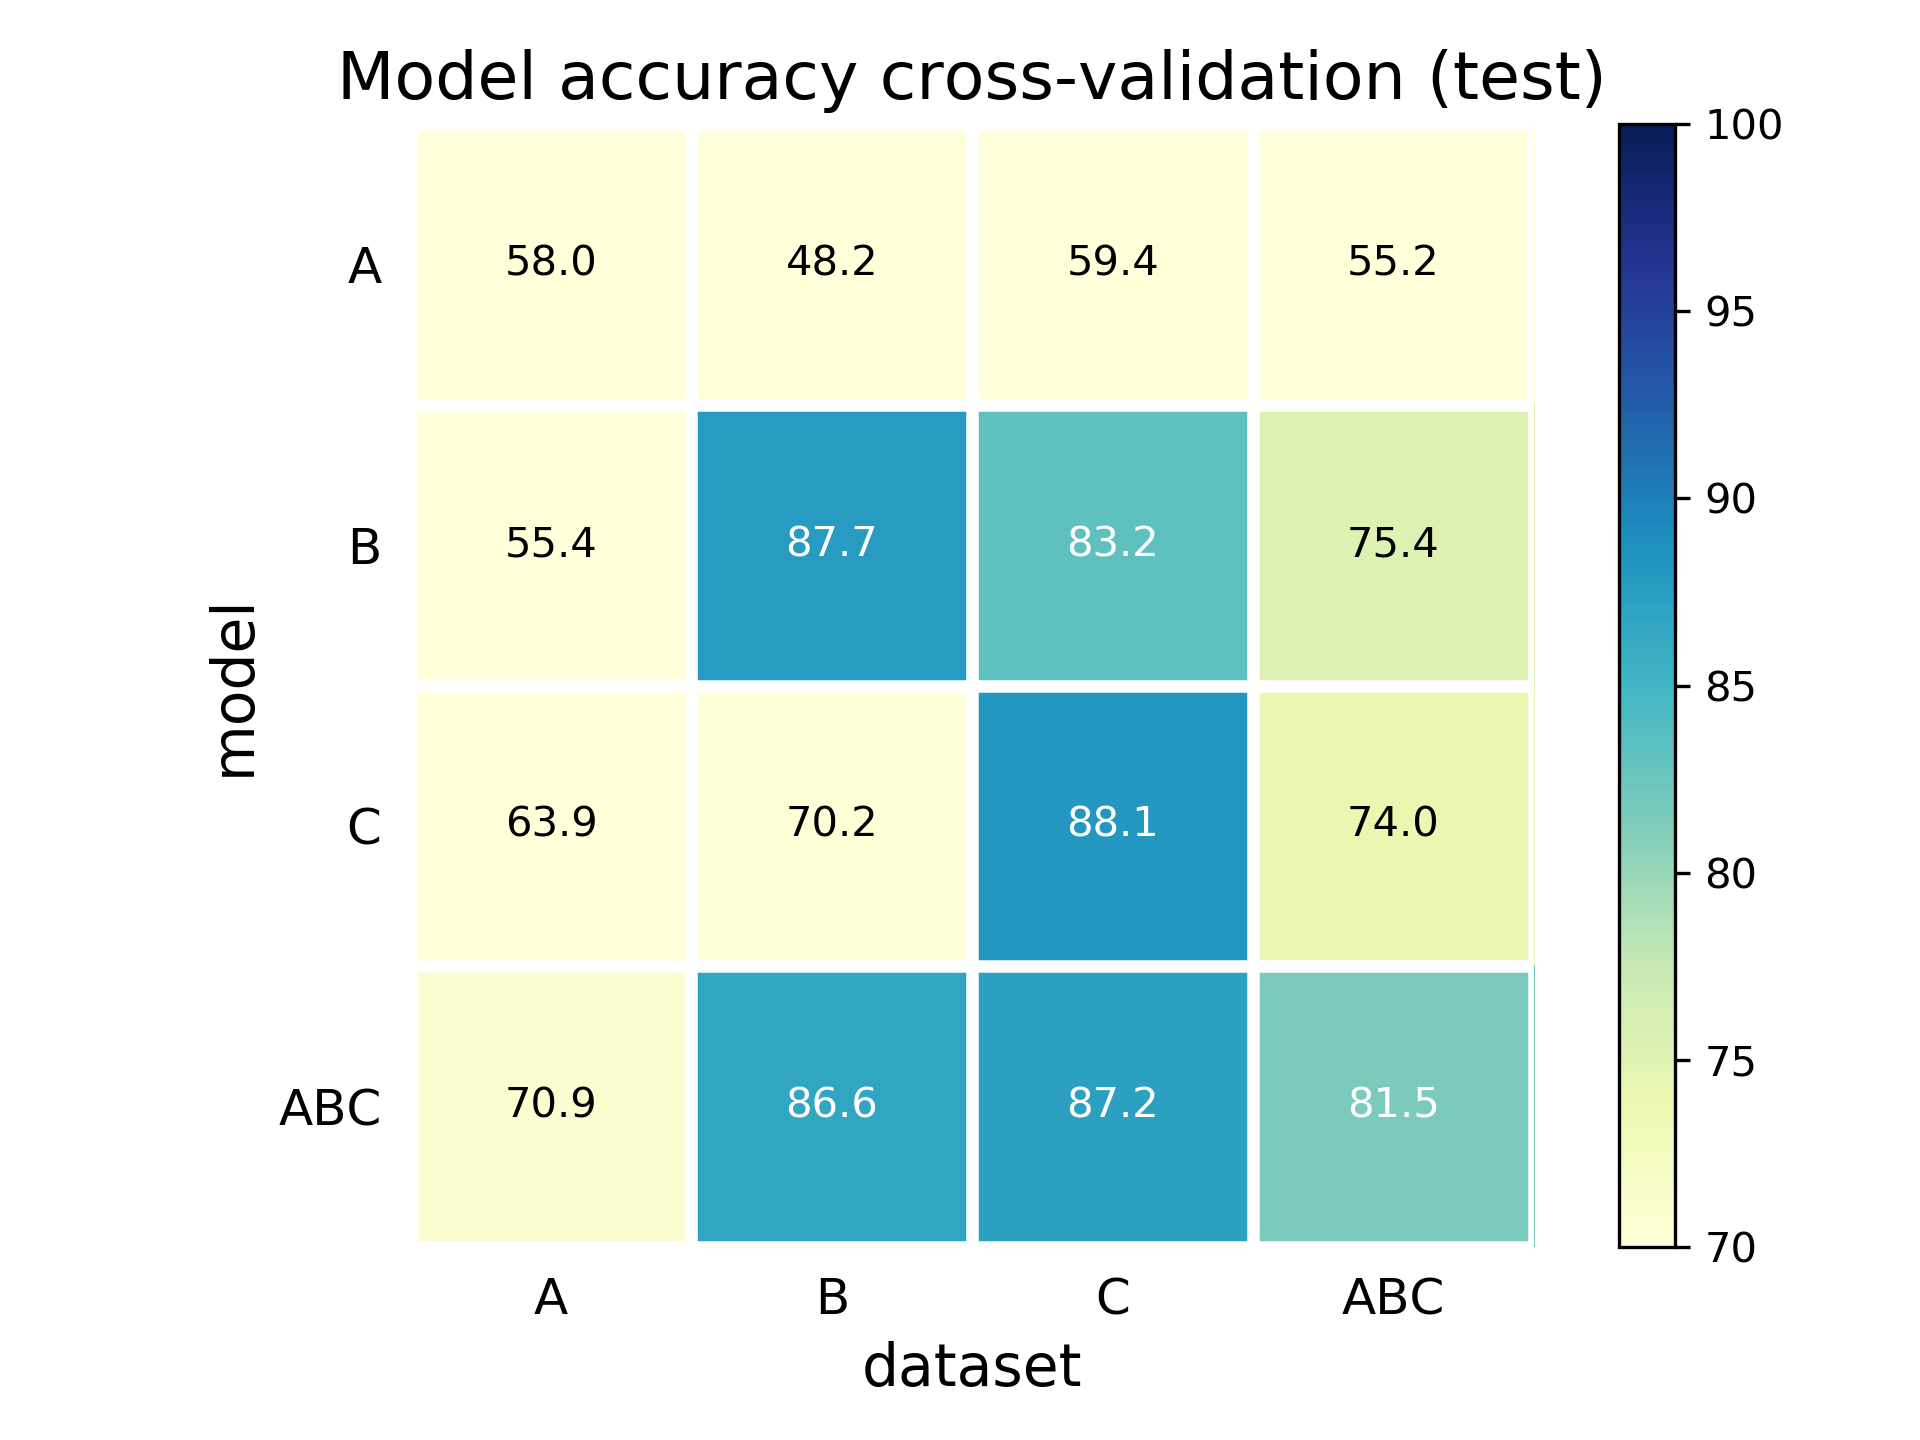 Model accuracy cross-validation (test)
100
A 58.0 48.2 59.4 55.2
95
90
B 55.4 87.7 83.2 75.4
model
85
C 63.9 70.2 88.1 74.0
80
75
ABC 70.9 86.6 87.2 81.5
70
A B C ABC
dataset